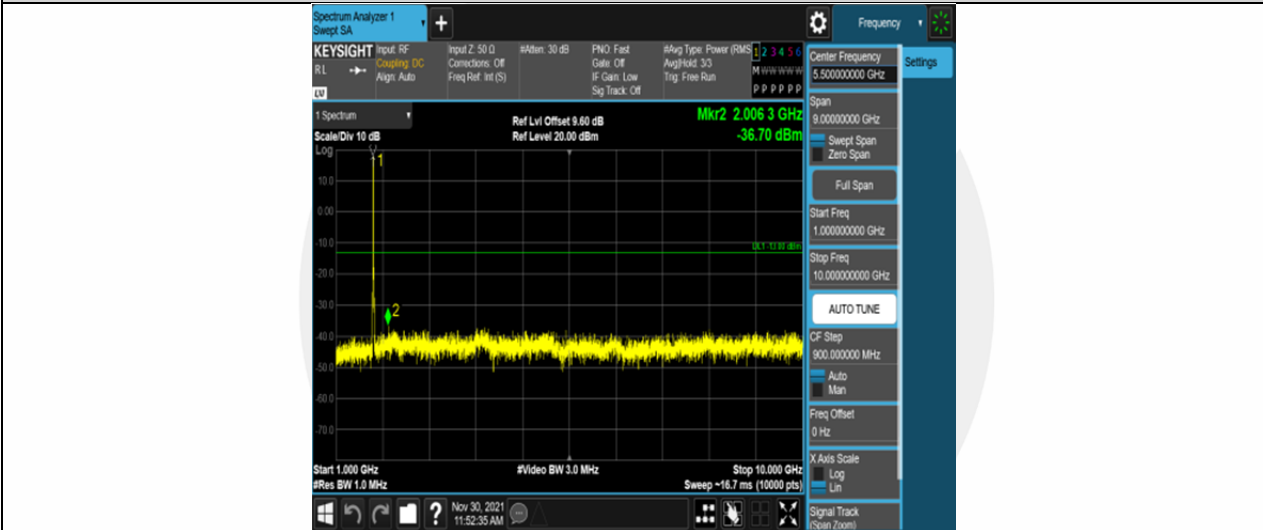 Spectrum Analyzer 1
Swept SA
+
Frequency
KEYSIGHT
RL
LV
Input: RF
Coupling: DC
Align: Auto
Input Z: 50 Ω
Corrections: Off
Freq Ref: Int (S)
#Atten: 30 dB
PNO: Fast
Gate: Off
IF Gain: Low
Sig Track: Off
#Avg Type: Power (RMS
Avg|Hold: 3/3
Trig: Free Run
1 2 3 4 5 6
M W W W W W
P P P P P P
1 Spectrum
Scale/Div 10 dB
Log
Ref Lvl Offset 9.60 dB
Ref Level 20.00 dBm
Mkr2 2.006 3 GHz
-36.70 dBm
1
2
10.0
0.00
-10.0
-20.0
-30.0
-40.0
-50.0
-60.0
-70.0
DL1 -13.00 dBm
Start 1.000 GHz
#Res BW 1.0 MHz
#Video BW 3.0 MHz
Stop 10.000 GHz
Sweep ~16.7 ms (10000 pts)
?
Nov 30, 2021
11:52:35 AM
Center Frequency
5.500000000 GHz
Span
9.00000000 GHz
Swept Span
Zero Span
Full Span
Start Freq
1.000000000 GHz
Stop Freq
10.000000000 GHz
AUTO TUNE
CF Step
900.000000 MHz
Auto
Man
Freq Offset
0 Hz
X Axis Scale
Log
Lin
Signal Track
(Span Zoom)
Settings